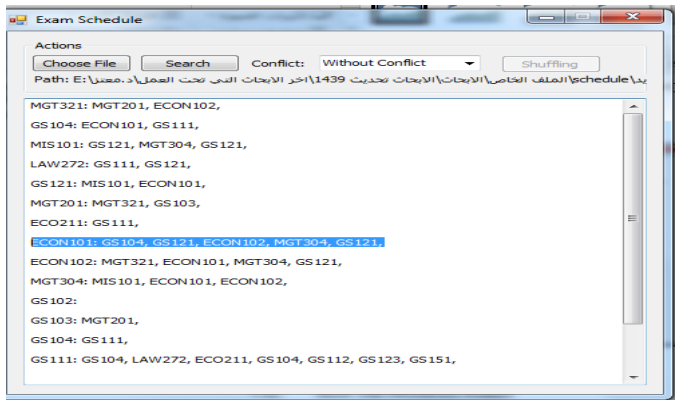 Exam Schedule
Actions
Choose File Search Conflict: Without Conflict Shuffling
Path: E:\اخر الابحاث التي تحت العمل\د.معتز\الملف الخاص\الابحاث\الابحاث تحديث 1439\schedule\يد
MGT321: MGT201, ECON102,
GS104: ECON101, GS111,
MIS101: GS121, MGT304, GS121,
LAW272: GS111, GS121,
GS121: MIS101, ECON101,
MGT201: MGT321, GS103,
ECO211: GS111,
ECON101: GS104, GS121, ECON102, MGT304, GS121,
ECON102: MGT321, ECON101, MGT304, GS121,
MGT304: MIS101, ECON101, ECON102,
GS102:
GS103: MGT201,
GS104: GS111,
GS111: GS104, LAW272, ECO211, GS104, GS112, GS123, GS151,